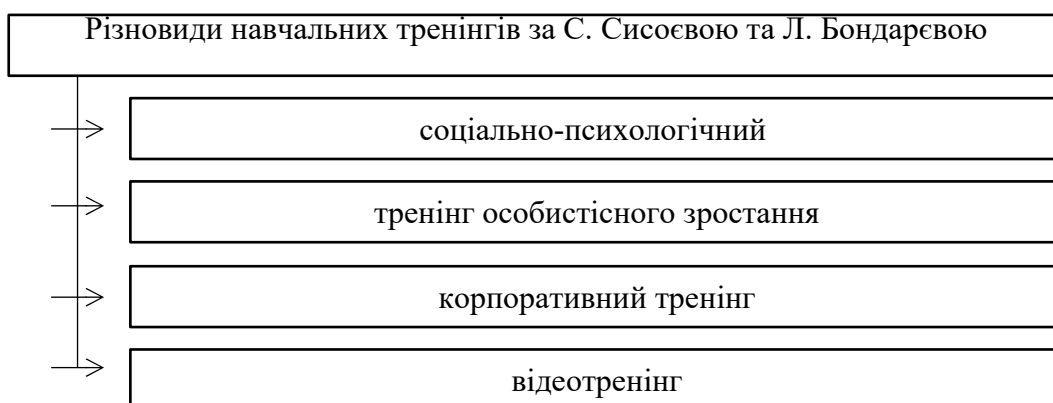 Різновиди навчальних тренінгів за С. Сисоєвою та Л. Бондарєвою
соціально-психологічний
тренінг особистісного зростання
корпоративний тренінг
відеотренінг